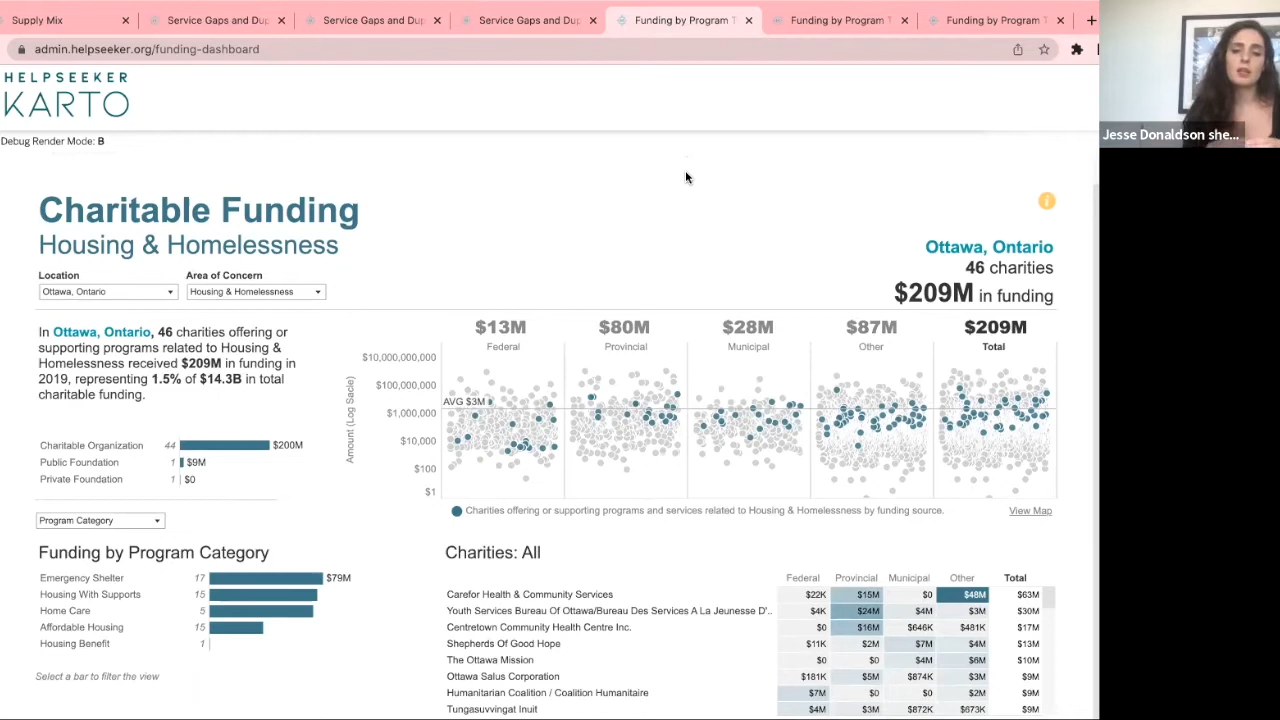 Supply Mix
Service Gaps and Dup
Service Gaps and Dup
Service Gaps and Dup
Funding by Program T
Funding by Program T
Funding by Program T
admin.helpseeker.org/funding-dashboard
HELPSEEKER
KARTO
Debug Render Mode: B
Jesse Donaldson she...
Charitable Funding
Housing & Homelessness
Location
Area of Concern
Ottawa, Ontario
Housing & Homelessness
Ottawa, Ontario
46 charities
$209M in funding
In Ottawa, Ontario, 46 charities offering or
supporting programs related to Housing &
Homelessness received $209M in funding in
2019, representing 1.5% of $14.3B in total
charitable funding.
Charitable Organization 44 $200M
Public Foundation 1 $9M
Private Foundation 1 $0
$13M $80M $28M $87M $209M
Federal Provincial Municipal Other Total
Amount (Log Sacle)
$10,000,000,000
$100,000,000
AVG $3M
$1,000,000
$10,000
$100
$1
Charities offering or supporting programs and services related to Housing & Homelessness by funding source.
View Map
Program Category
Funding by Program Category
Emergency Shelter 17 $79M
Housing With Supports 15
Home Care 5
Affordable Housing 15
Housing Benefit 1
Select a bar to filter the view
Charities: All
Federal Provincial Municipal Other Total
Carefor Health & Community Services $22K $15M $0 $48M $63M
Youth Services Bureau Of Ottawa/Bureau Des Services A La Jeunesse D'.. $4K $24M $4M $3M $30M
Centretown Community Health Centre Inc. $0 $16M $646K $481K $17M
Shepherds Of Good Hope $11K $2M $7M $4M $13M
The Ottawa Mission $0 $0 $4M $6M $10M
Ottawa Salus Corporation $181K $5M $874K $3M $9M
Humanitarian Coalition / Coalition Humanitaire $7M $0 $0 $2M $9M
Tungasuvvingat Inuit $4M $3M $872K $673K $9M